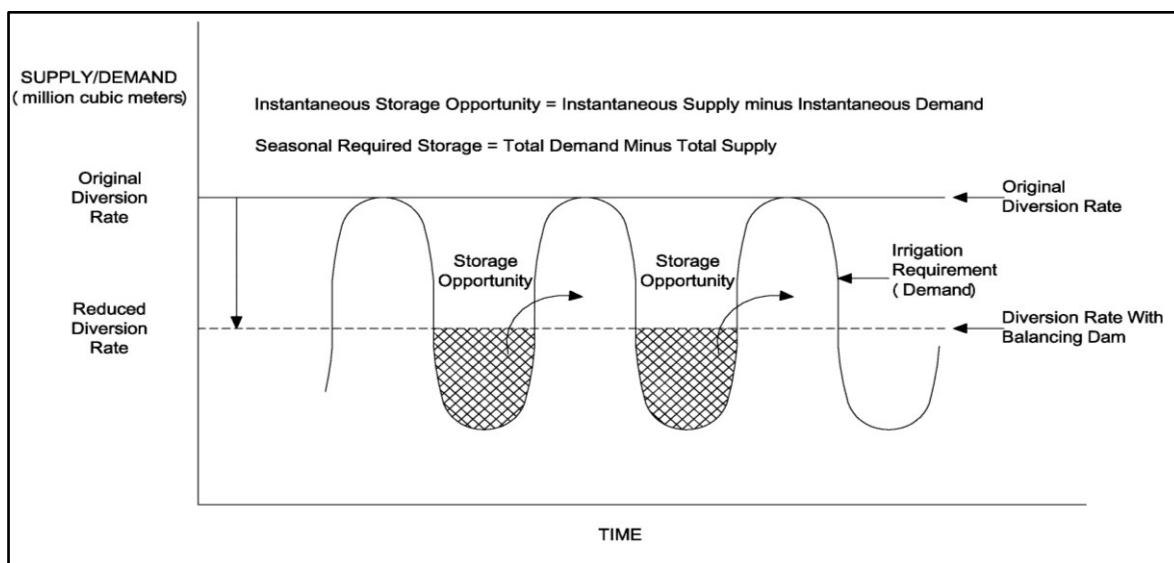 SUPPLY/DEMAND
( million cubic meters)
Instantaneous Storage Opportunity = Instantaneous Supply minus Instantaneous Demand
Seasonal Required Storage = Total Demand Minus Total Supply
Original
Diversion
Rate
Original
Diversion Rate
Storage
Opportunity
Storage
Opportunity
Irrigation
Requirement
( Demand)
Reduced
Diversion
Rate
Diversion Rate With
Balancing Dam
TIME